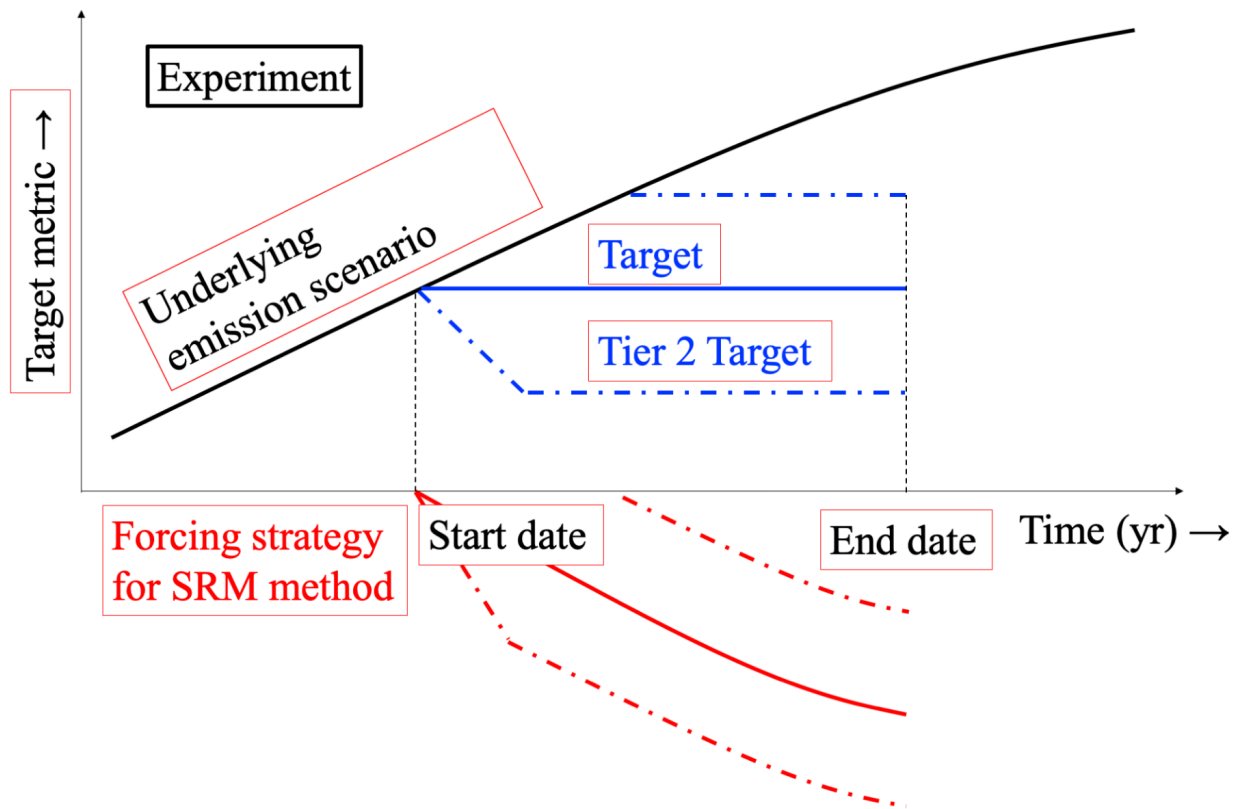 Experiment
Target metric →
Underlying
emission scenario
Target
Tier 2 Target
Forcing strategy
for SRM method
Start date
End date
Time (yr) →